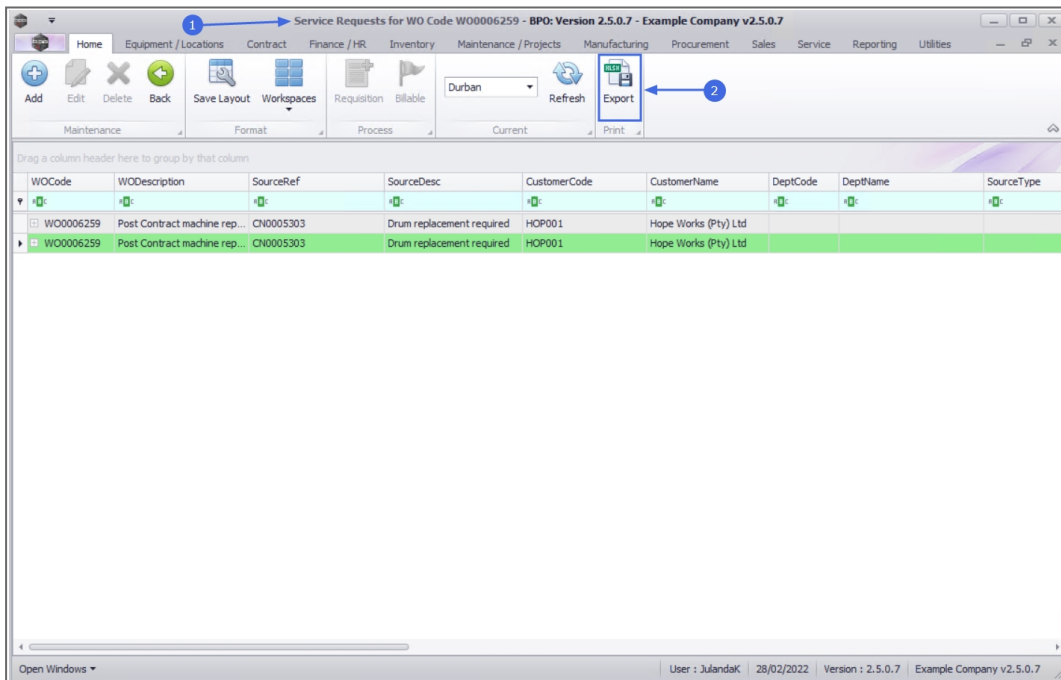 1
Service Requests for WO Code WO0006259 - BPO: Version 2.5.0.7 - Example Company v2.5.0.7
Home Equipment / Locations Contract Finance / HR Inventory Maintenance / Projects Manufacturing Procurement Sales Service Reporting Utilities
Add Edit Delete Back Save Layout Workspaces Requisition Billable Durban Refresh XLSX Export 2
Maintenance Format Process Current Print
Drag a column header here to group by that column
WOCode WODescription SourceRef SourceDesc CustomerCode CustomerName DeptCode DeptName SourceType
WO0006259 Post Contract machine rep... CN0005303 Drum replacement required HOP001 Hope Works (Pty) Ltd
WO0006259 Post Contract machine rep... CN0005303 Drum replacement required HOP001 Hope Works (Pty) Ltd
Open Windows User : JulandaK 28/02/2022 Version : 2.5.0.7 Example Company v2.5.0.7